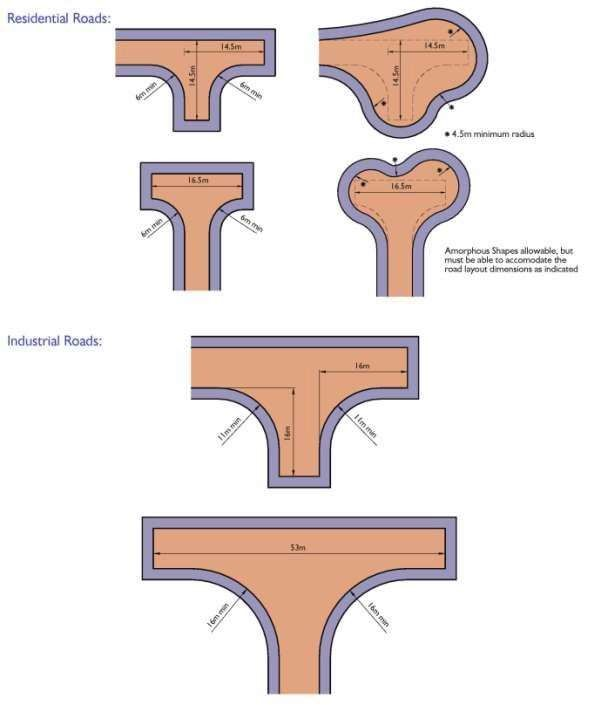 Residential Roads:
14.5m
14.5m
6m min
6m min
*
14.5m
14.5m
*
*
* 4.5m minimum radius
16.5m
6m min
6m min
*
*
*
16.5m
Amorphous Shapes allowable, but
must be able to accomodate the
road layout dimensions as indicated
Industrial Roads:
16m
16m
11m min
11m min
53m
16m min
16m min